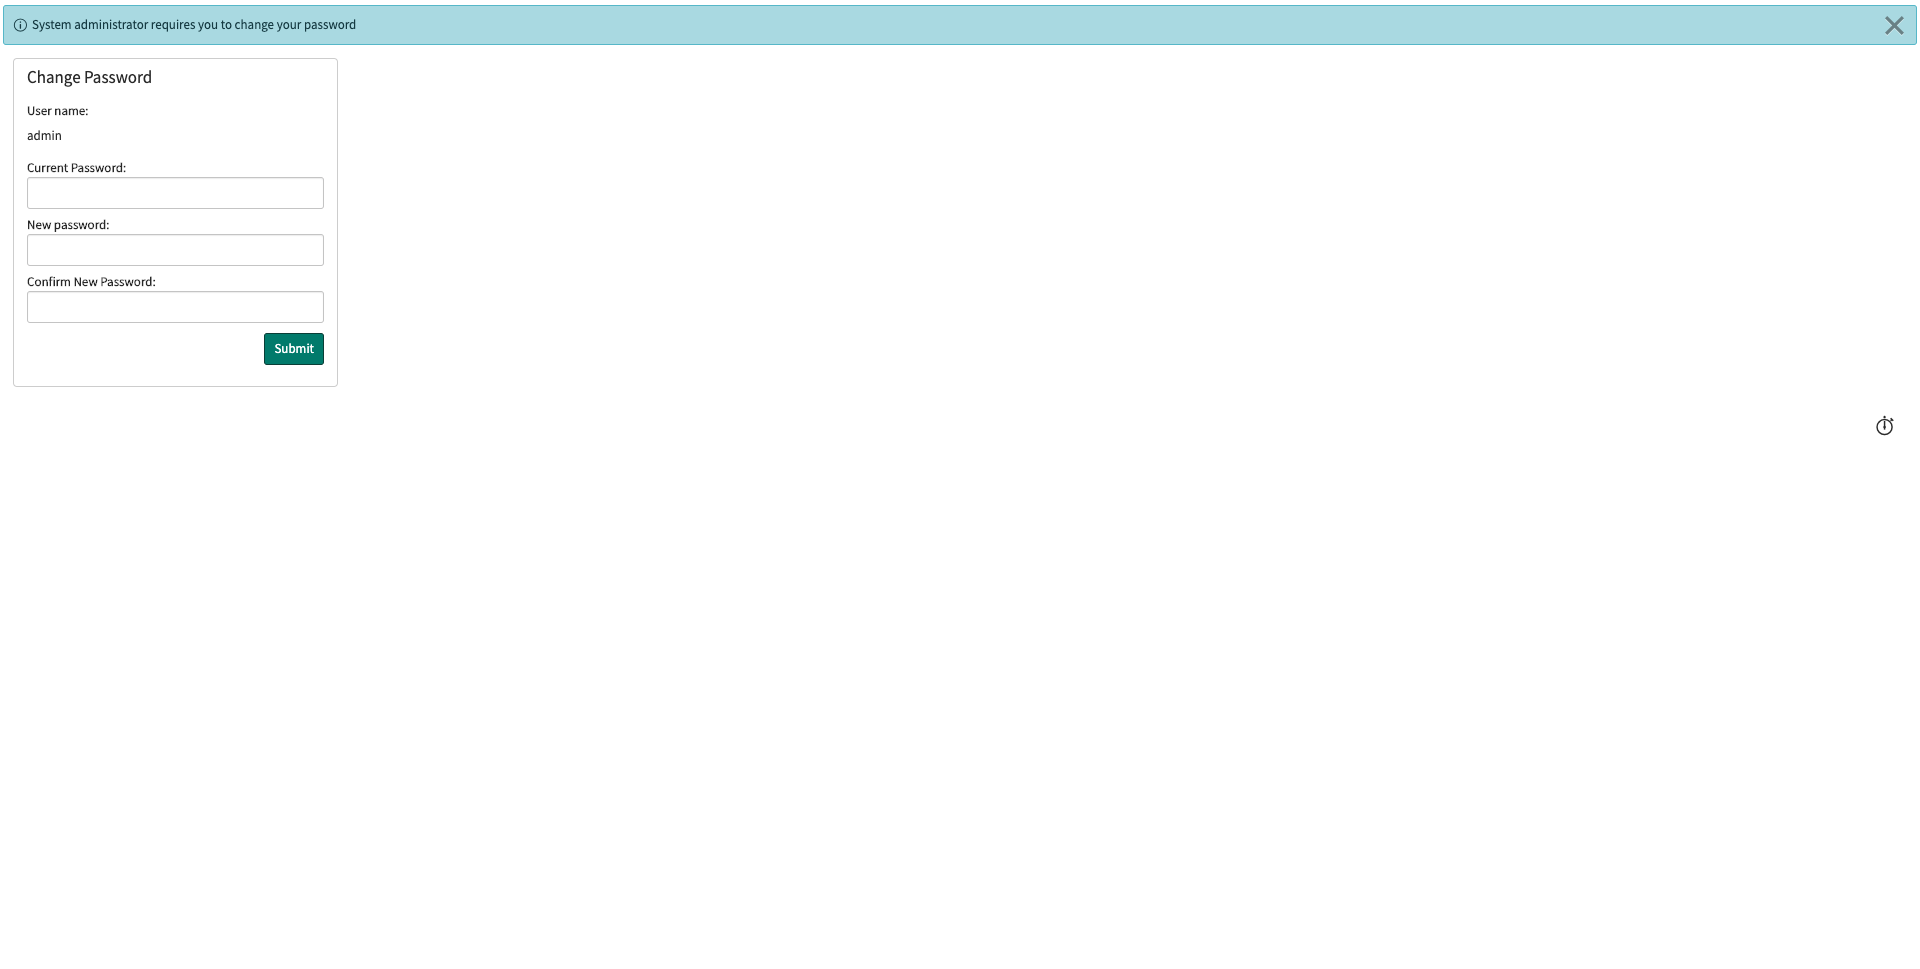 System administrator requires you to change your password
Change Password
User name:
admin
Current Password:
New password:
Confirm New Password:
Submit